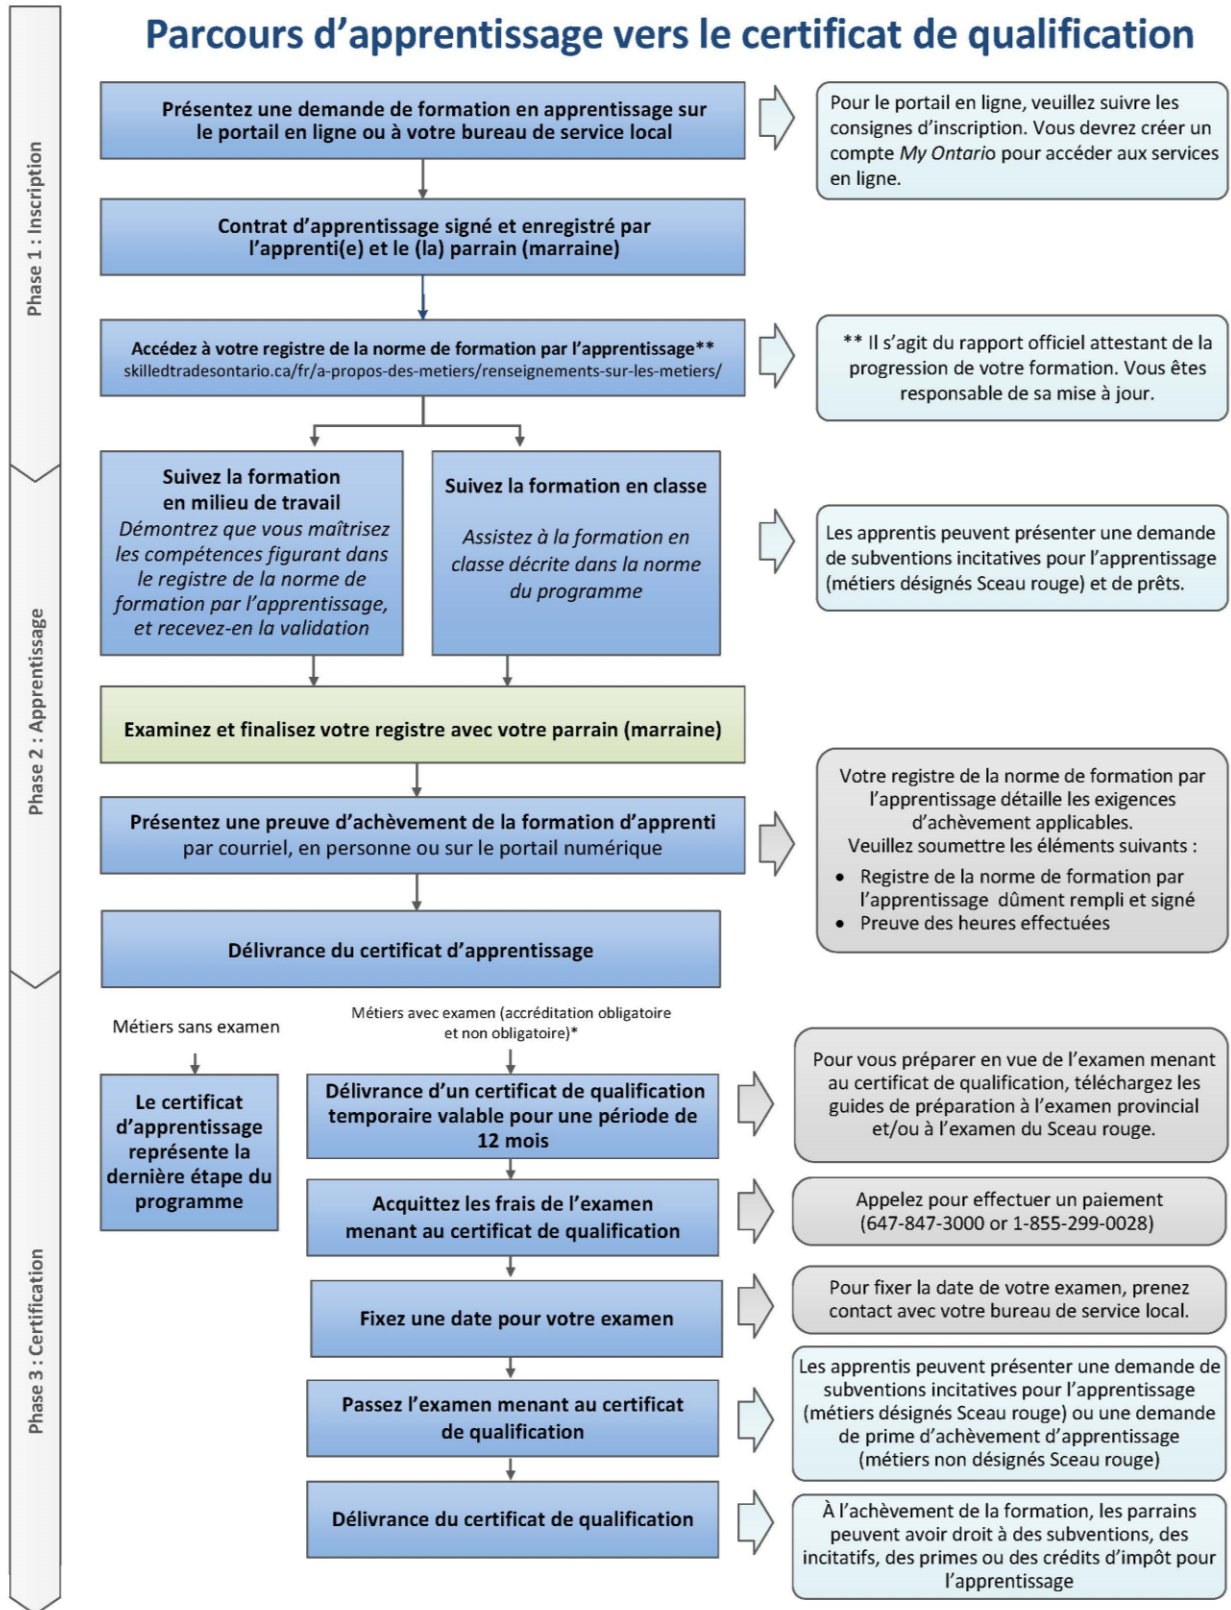 Parcours d'apprentissage vers le certificat de qualification
Phase 1 : Inscription
Présentez une demande de formation en apprentissage sur
le portail en ligne ou à votre bureau de service local
Pour le portail en ligne, veuillez suivre les
consignes d'inscription. Vous devrez créer un
compte My Ontario pour accéder aux services
en ligne.
Contrat d'apprentissage signé et enregistré par
l'apprenti(e) et le (la) parrain (marraine)
Accédez à votre registre de la norme de formation par l'apprentissage**
skilledtradesontario.ca/fr/a-propos-des-metiers/renseignements-sur-les-metiers/
** Il s'agit du rapport officiel attestant de la
progression de votre formation. Vous êtes
responsable de sa mise à jour.
Phase 2 : Apprentissage
Suivez la formation
en milieu de travail
Démontrez que vous maîtrisez
les compétences figurant dans
le registre de la norme de
formation par l'apprentissage,
et recevez-en la validation
Suivez la formation en classe
Assistez à la formation en
classe décrite dans la norme
du programme
Les apprentis peuvent présenter une demande
de subventions incitatives pour l'apprentissage
(métiers désignés Sceau rouge) et de prêts.
Examinez et finalisez votre registre avec votre parrain (marraine)
Présentez une preuve d'achèvement de la formation d'apprenti
par courriel, en personne ou sur le portail numérique
Votre registre de la norme de formation par
l'apprentissage détaille les exigences
d'achèvement applicables.
Veuillez soumettre les éléments suivants :
• Registre de la norme de formation par
l'apprentissage dûment rempli et signé
• Preuve des heures effectuées
Délivrance du certificat d'apprentissage
Phase 3 : Certification
Métiers sans examen
Le certificat
d'apprentissage
représente la
dernière étape du
programme
Métiers avec examen (accréditation obligatoire
et non obligatoire)*
Délivrance d'un certificat de qualification
temporaire valable pour une période de
12 mois
Pour vous préparer en vue de l'examen menant
au certificat de qualification, téléchargez les
guides de préparation à l'examen provincial
et/ou à l'examen du Sceau rouge.
Acquittez les frais de l'examen
menant au certificat de qualification
Appelez pour effectuer un paiement
(647-847-3000 or 1-855-299-0028)
Fixez une date pour votre examen
Pour fixer la date de votre examen, prenez
contact avec votre bureau de service local.
Passez l'examen menant au certificat
de qualification
Les apprentis peuvent présenter une demande de
subventions incitatives pour l'apprentissage
(métiers désignés Sceau rouge) ou une demande
de prime d'achèvement d'apprentissage
(métiers non désignés Sceau rouge)
Délivrance du certificat de qualification
À l'achèvement de la formation, les parrains
peuvent avoir droit à des subventions, des
incitatifs, des primes ou des crédits d'impôt pour
l'apprentissage